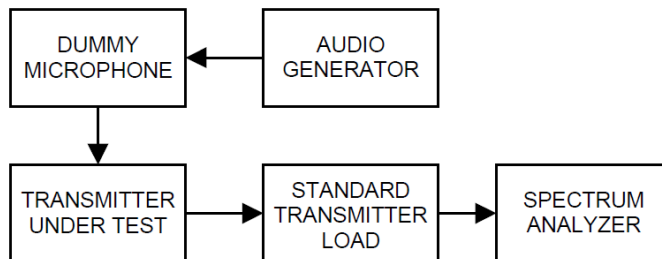 DUMMY
MICROPHONE
AUDIO
GENERATOR
TRANSMITTER
UNDER TEST
STANDARD
TRANSMITTER
LOAD
SPECTRUM
ANALYZER